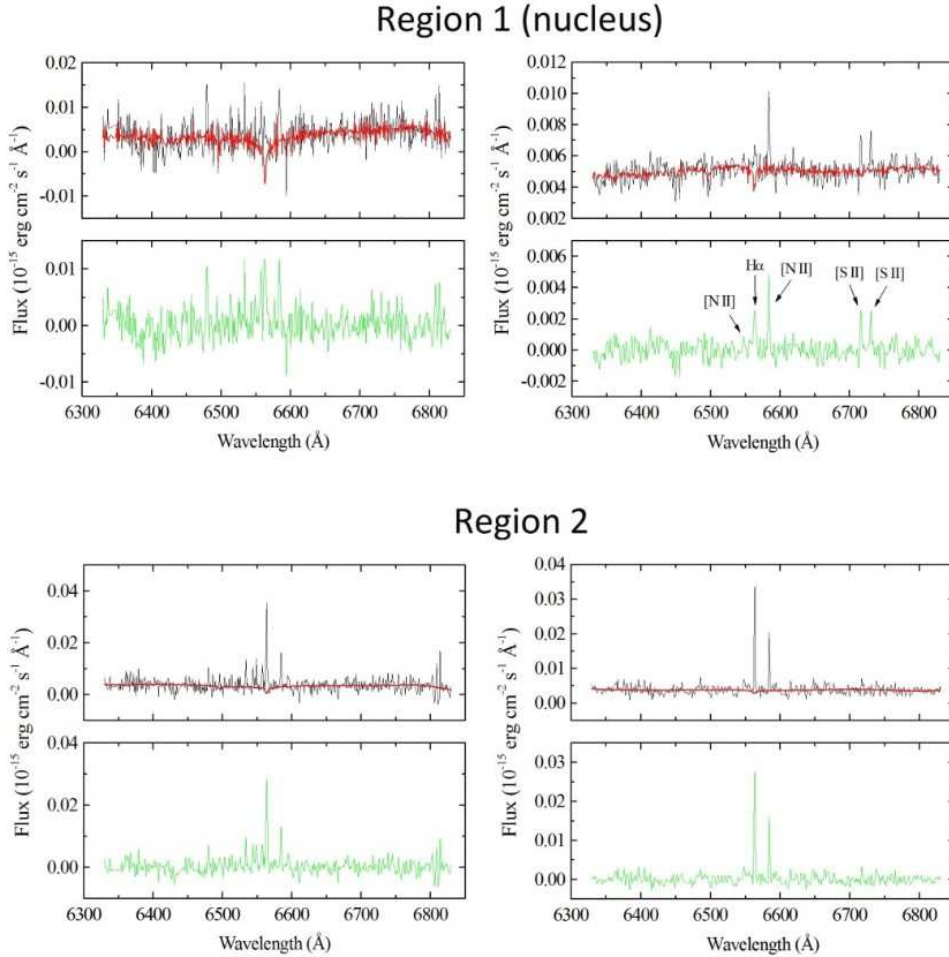 Region 1 (nucleus)
Flux (10⁻¹⁵ erg cm⁻² s⁻¹ Å⁻¹)
0.02
0.01
0.00
-0.01
0.01
0.00
-0.01
6300 6400 6500 6600 6700 6800
Wavelength (Å)
Flux (10⁻¹⁵ erg cm⁻² s⁻¹ Å⁻¹)
0.012
0.010
0.008
0.006
0.004
0.002
0.006
0.004
0.002
0.000
-0.002
[N II]
Hα
[N II]
[S II]
[S II]
6300 6400 6500 6600 6700 6800
Wavelength (Å)
Region 2
Flux (10⁻¹⁵ erg cm⁻² s⁻¹ Å⁻¹)
0.04
0.02
0.00
0.04
0.02
0.00
6300 6400 6500 6600 6700 6800
Wavelength (Å)
Flux (10⁻¹⁵ erg cm⁻² s⁻¹ Å⁻¹)
0.04
0.03
0.02
0.01
0.00
0.03
0.02
0.01
0.00
6300 6400 6500 6600 6700 6800
Wavelength (Å)